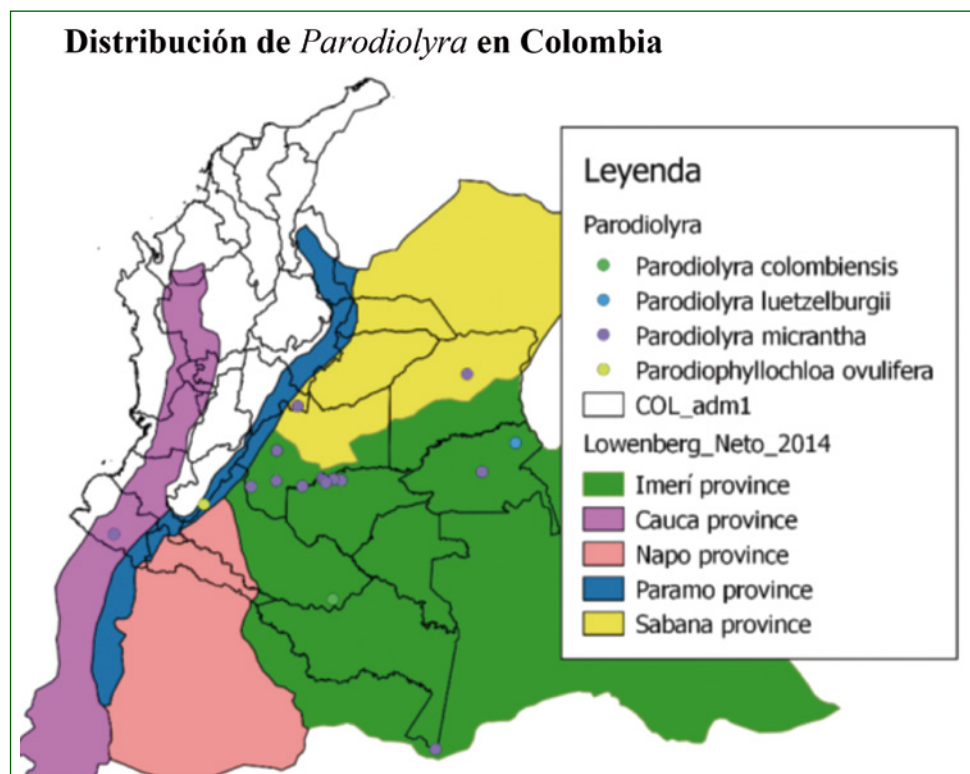 Distribución de Parodiolyra en Colombia
Leyenda
Parodiolyra
Parodiolyra colombiensis
Parodiolyra luetzelburgii
Parodiolyra micrantha
Parodiophyllochloa ovulifera
COL_adm1
Lowenberg_Neto_2014
Imerí province
Cauca province
Napo province
Paramo province
Sabana province